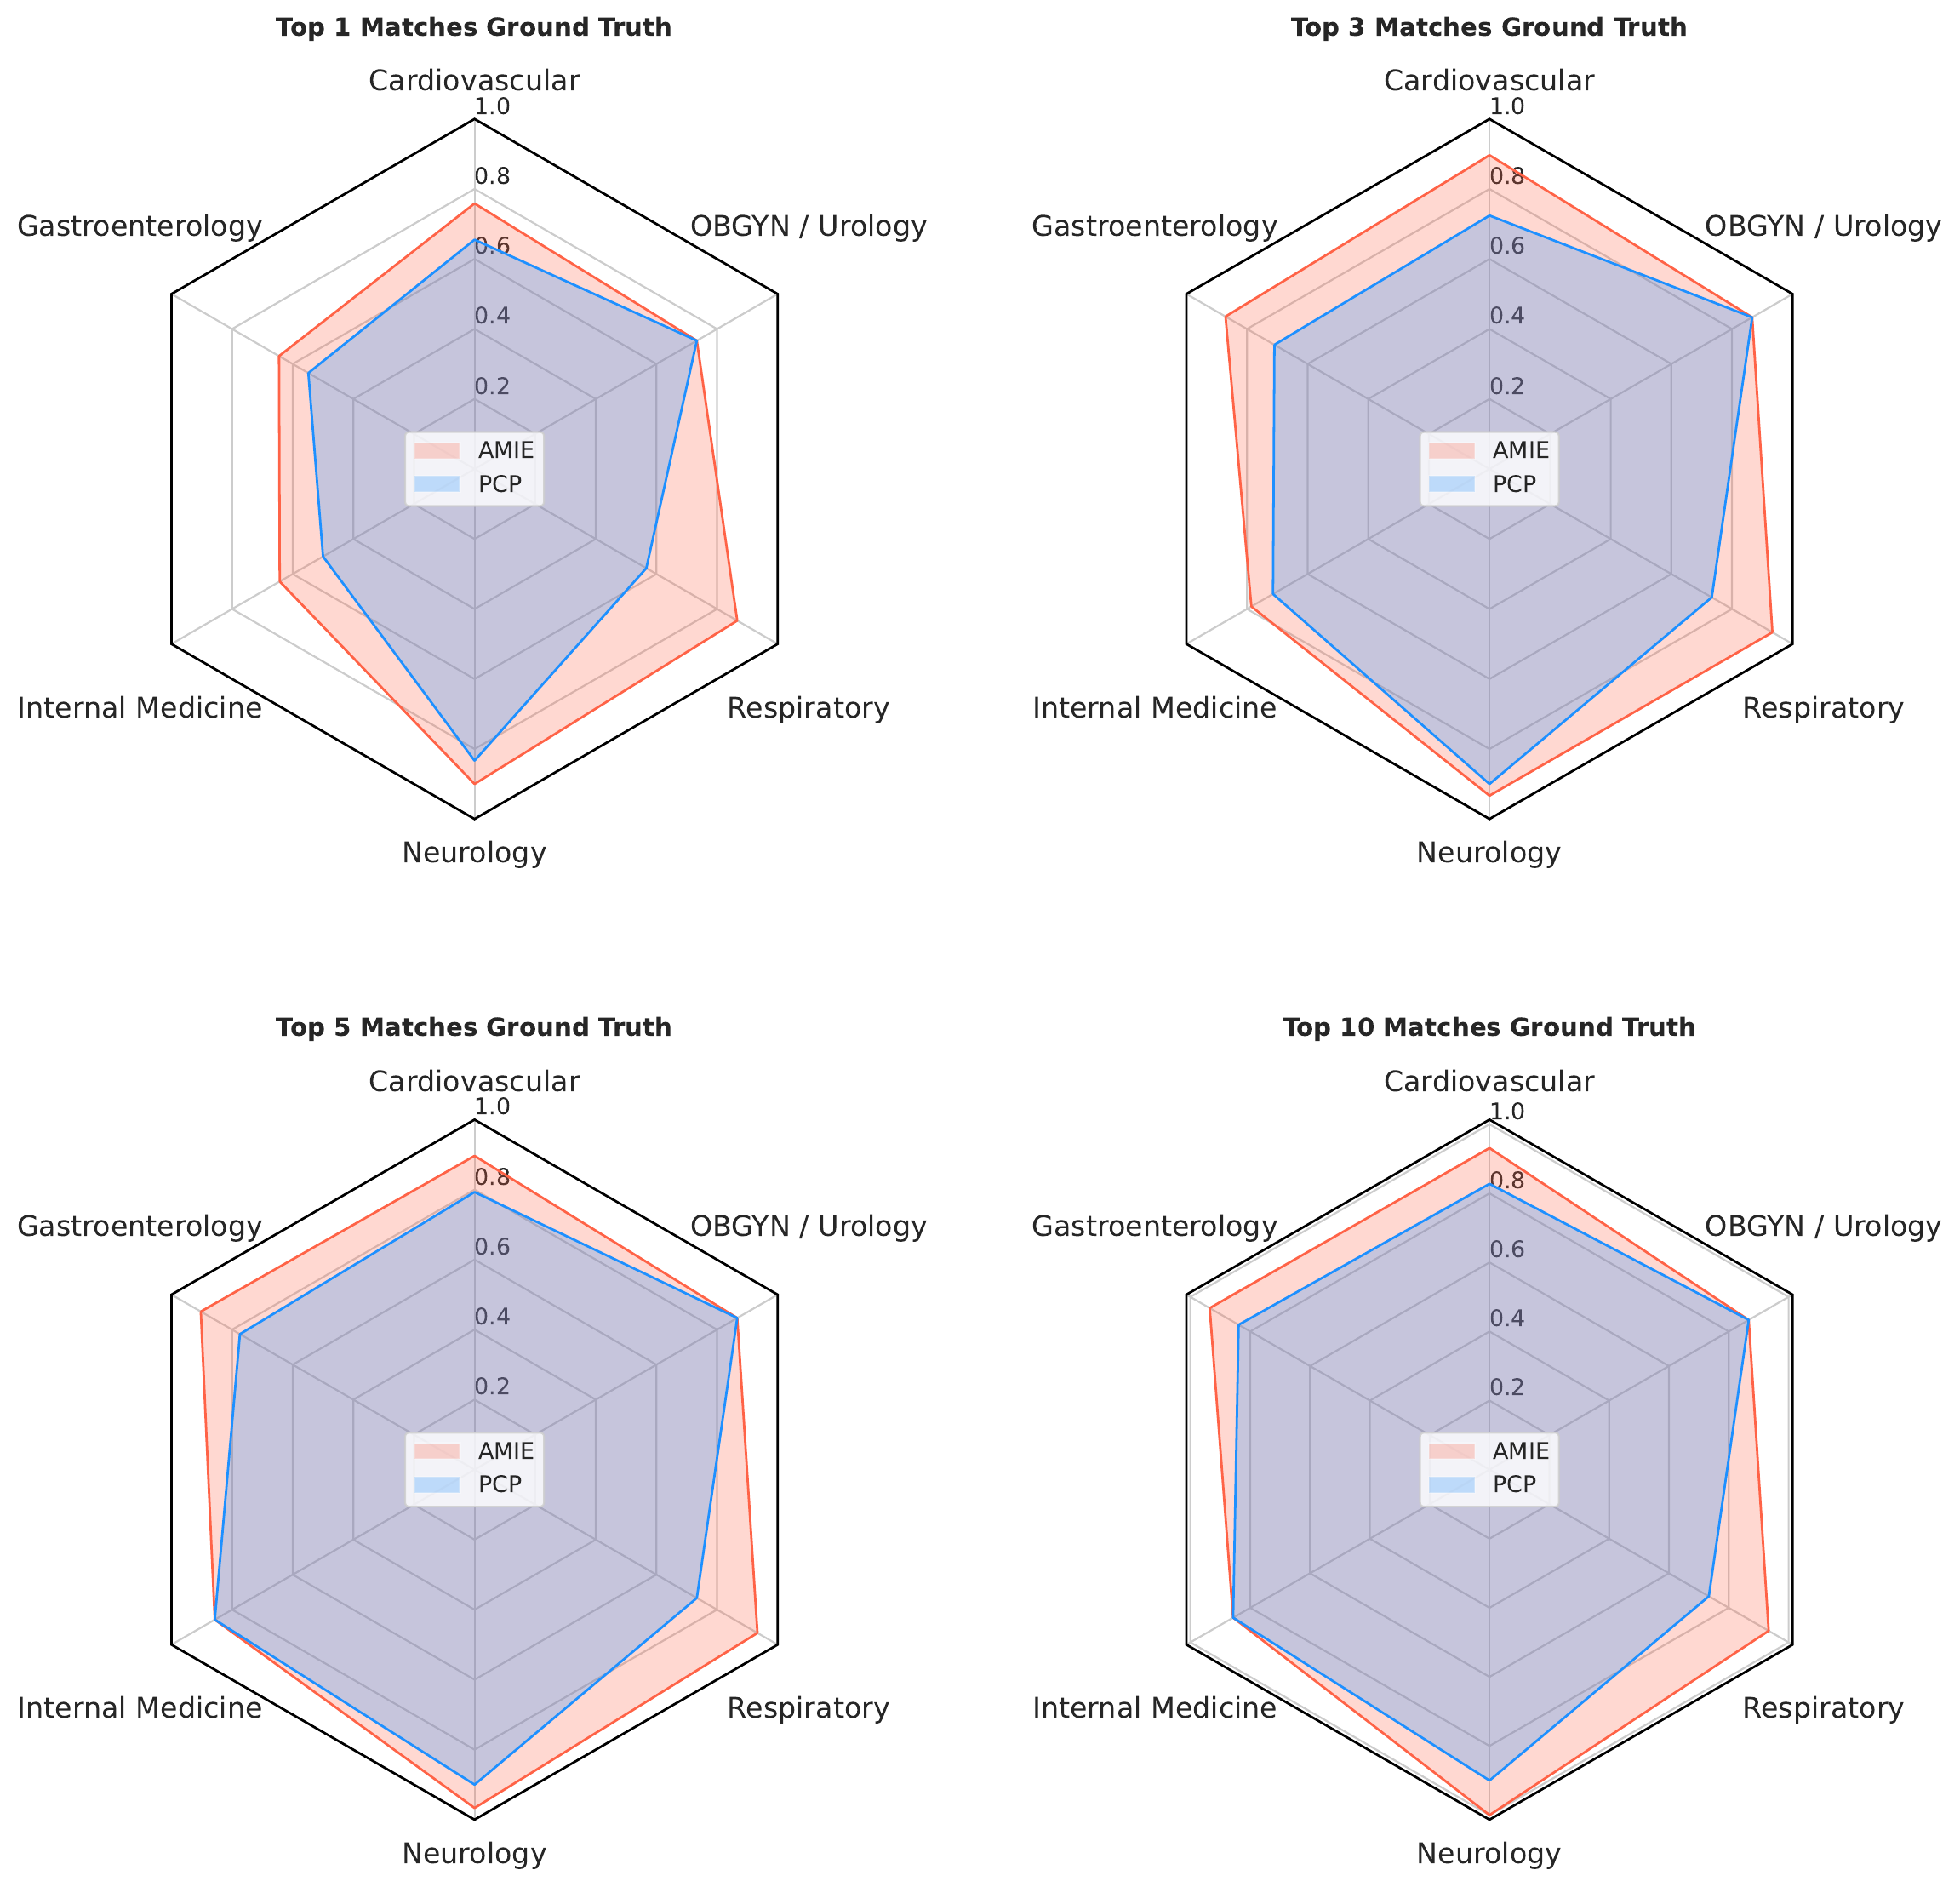 Top 1 Matches Ground Truth
Cardiovascular
1.0
0.8
Gastroenterology
OBGYN / Urology
0.6
0.4
0.2
AMIE
PCP
Internal Medicine
Respiratory
Neurology
Top 3 Matches Ground Truth
Cardiovascular
1.0
0.8
Gastroenterology
OBGYN / Urology
0.6
0.4
0.2
AMIE
PCP
Internal Medicine
Respiratory
Neurology
Top 5 Matches Ground Truth
Cardiovascular
1.0
0.8
Gastroenterology
OBGYN / Urology
0.6
0.4
0.2
AMIE
PCP
Internal Medicine
Respiratory
Neurology
Top 10 Matches Ground Truth
Cardiovascular
1.0
0.8
Gastroenterology
OBGYN / Urology
0.6
0.4
0.2
AMIE
PCP
Internal Medicine
Respiratory
Neurology